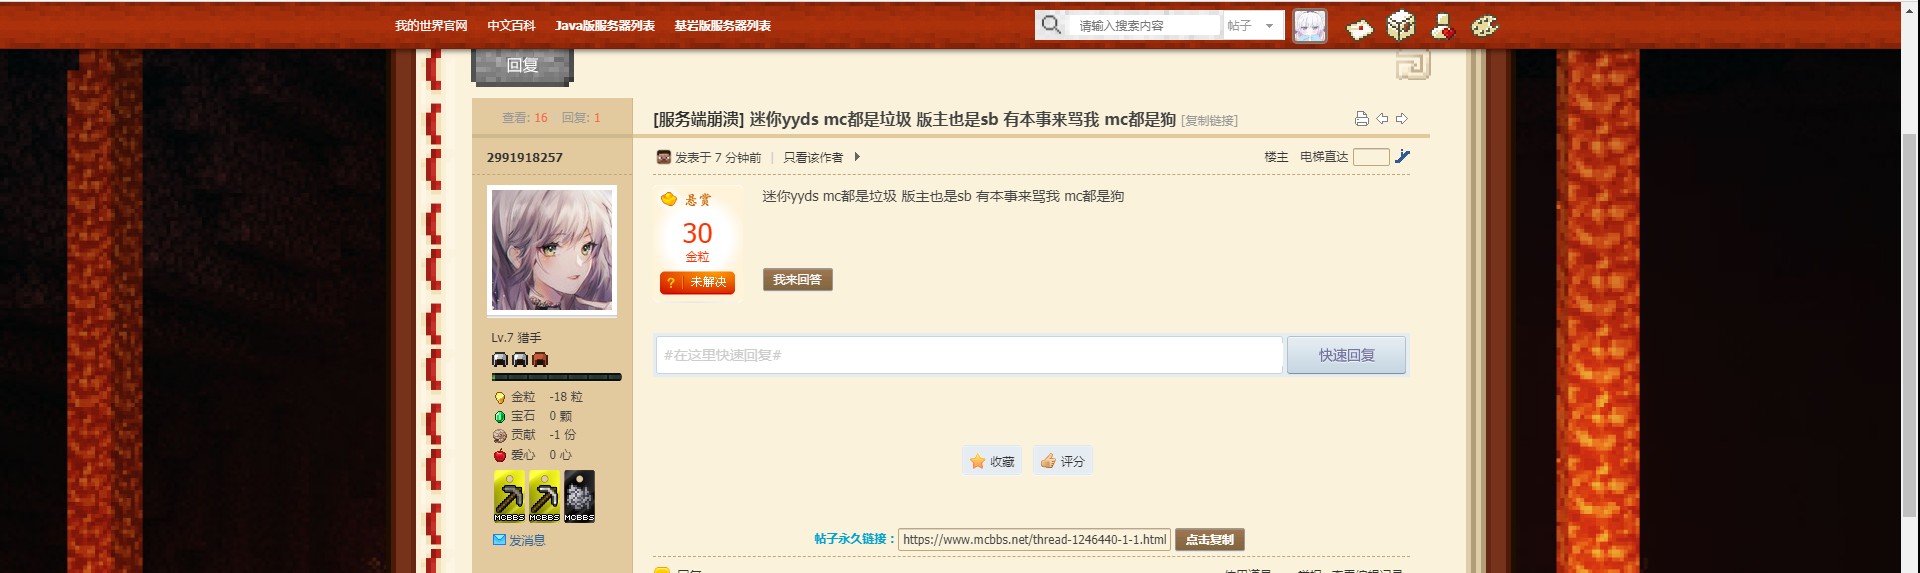 我的世界官网 中文百科 Java版服务器列表 基岩版服务器列表 请输入搜索内容 帖子
回复
查看: 16 回复: 1
[服务端崩溃] 迷你yyds mc都是垃圾 版主也是sb 有本事来骂我 mc都是狗 [复制链接]
2991918257
发表于 7 分钟前 | 只看该作者
楼主 电梯直达
悬赏
30
金粒
? 未解决
迷你yyds mc都是垃圾 版主也是sb 有本事来骂我 mc都是狗
我来回答
Lv.7 猎手
金粒 -18 粒
宝石 0 颗
贡献 -1 份
爱心 0 心
MCBBS MCBBS MCBBS
发消息
#在这里快速回复#
快速回复
收藏 评分
帖子永久链接： https://www.mcbbs.net/thread-1246440-1-1.html 点击复制